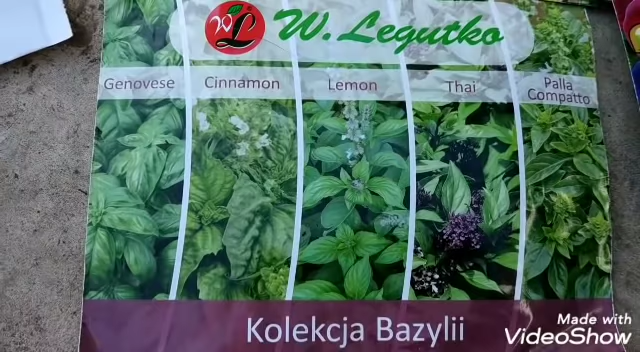 WL W. Legutko
Genovese
Cinnamon
Lemon
Thai
Palla
Compatto
Kolekcja Bazylii
Made with
VideoShow